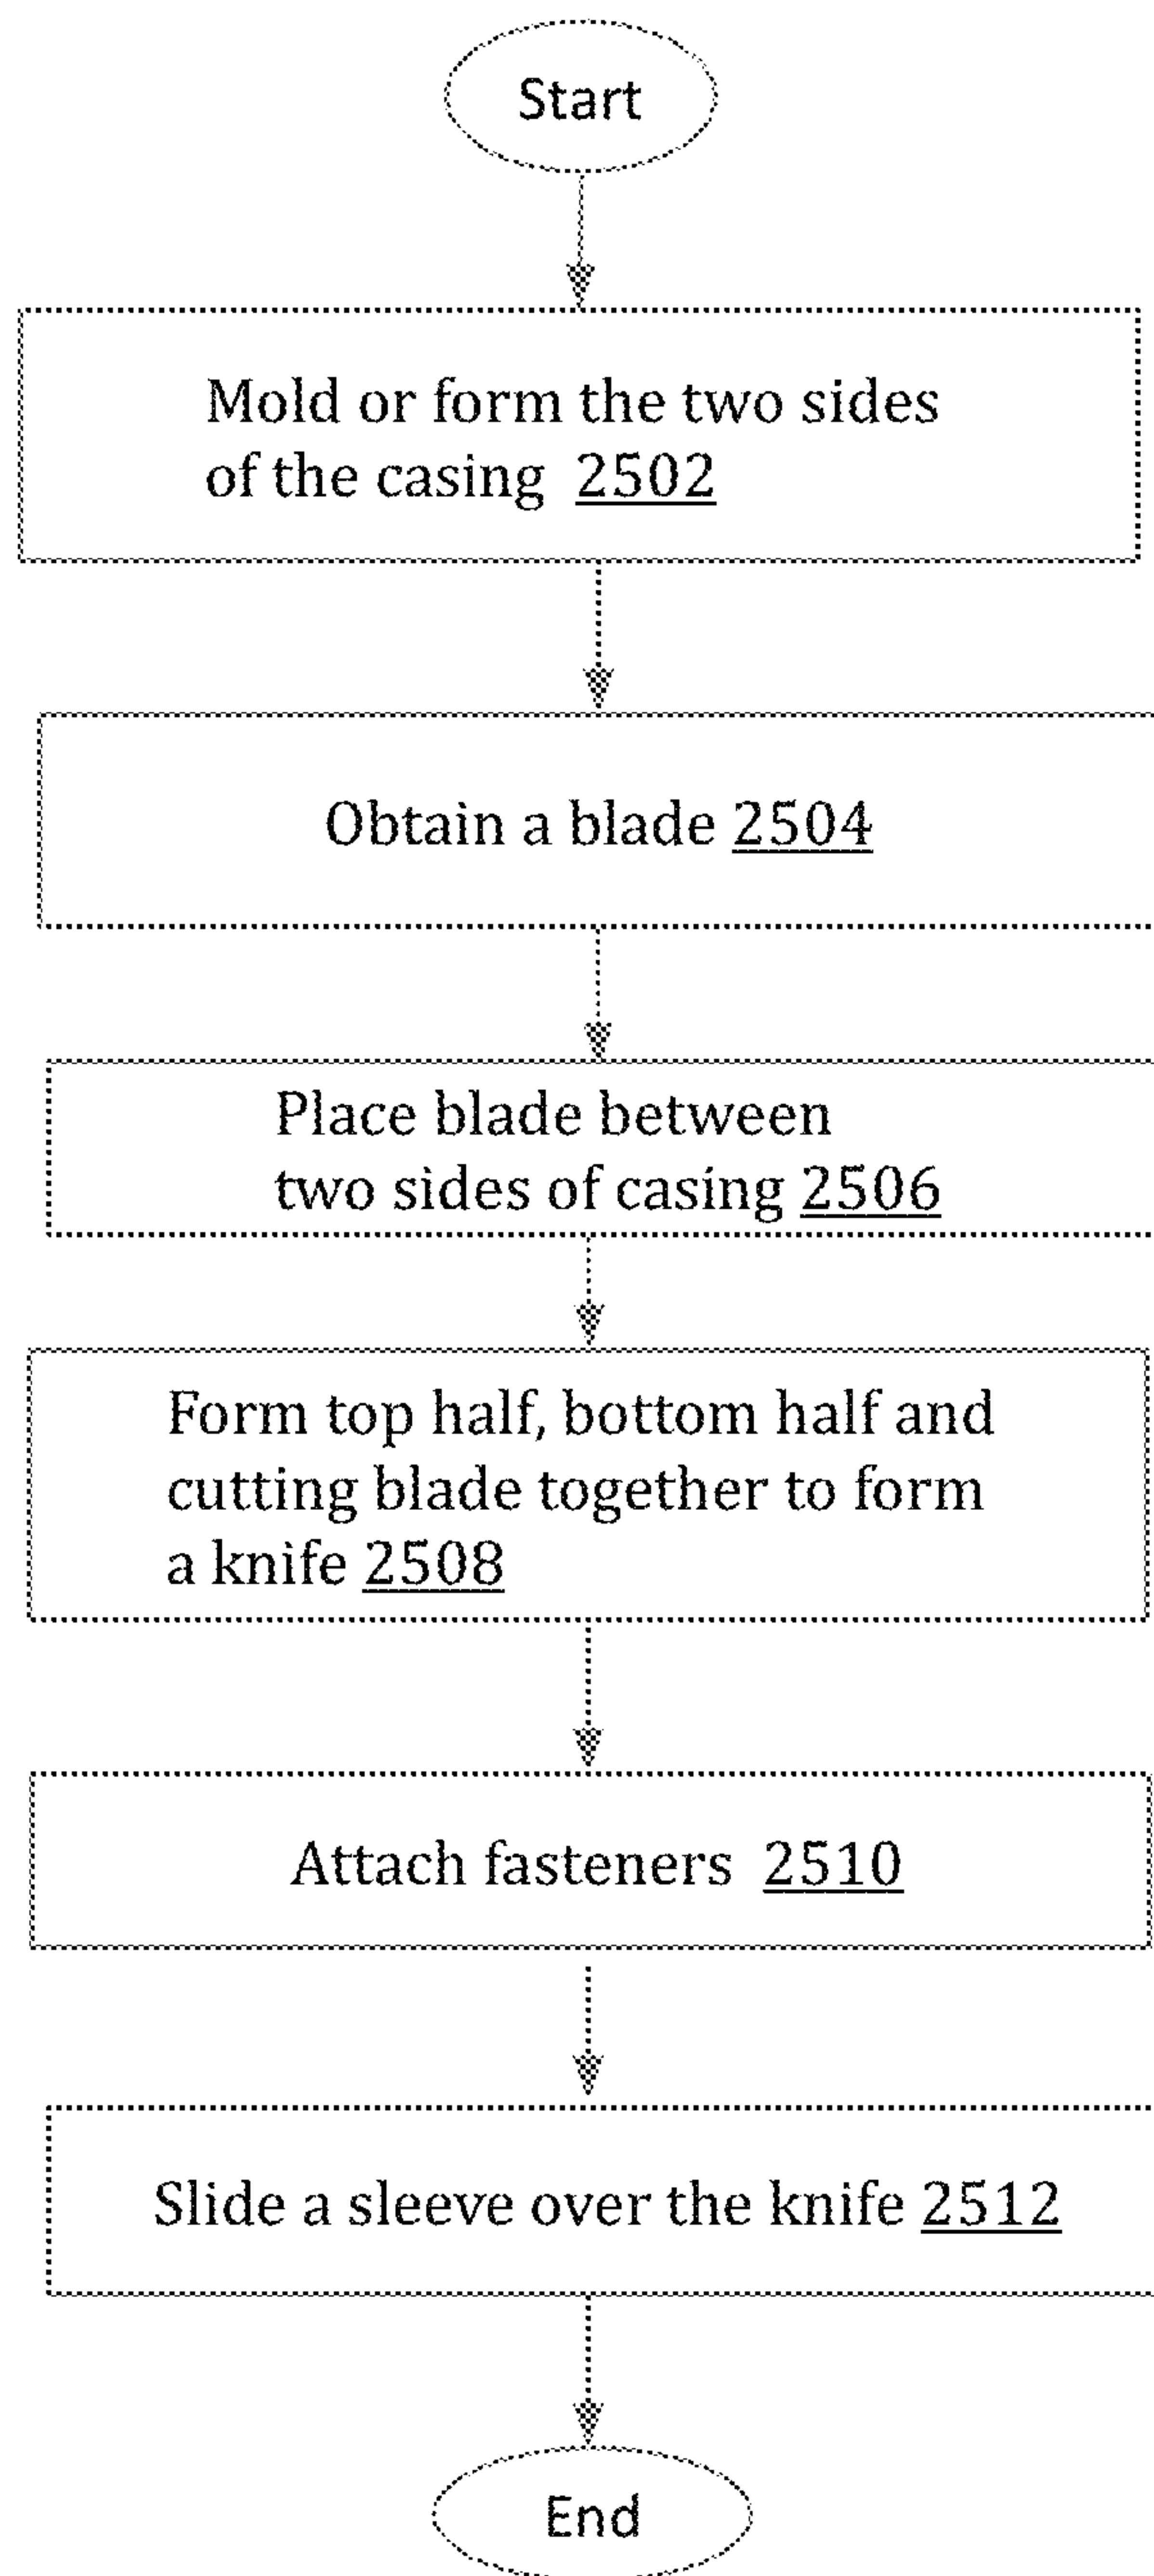 Start
Mold or form the two sides
of the casing 2502
Obtain a blade 2504
Place blade between
two sides of casing 2506
Form top half, bottom half and
cutting blade together to form
a knife 2508
Attach fasteners 2510
Slide a sleeve over the knife 2512
End